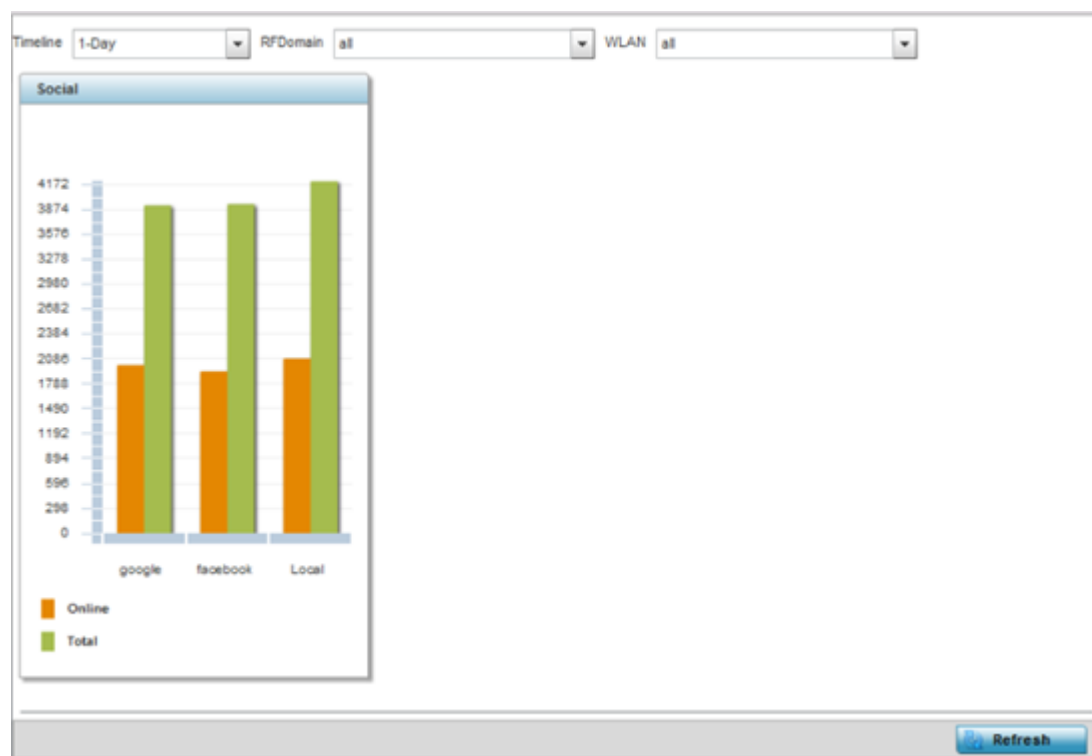 Timeline 1-Day RFDomain all WLAN all
Social
4172
3874
3576
3278
2980
2682
2384
2086
1788
1490
1192
894
596
298
0
google facebook Local
Online
Total
Refresh